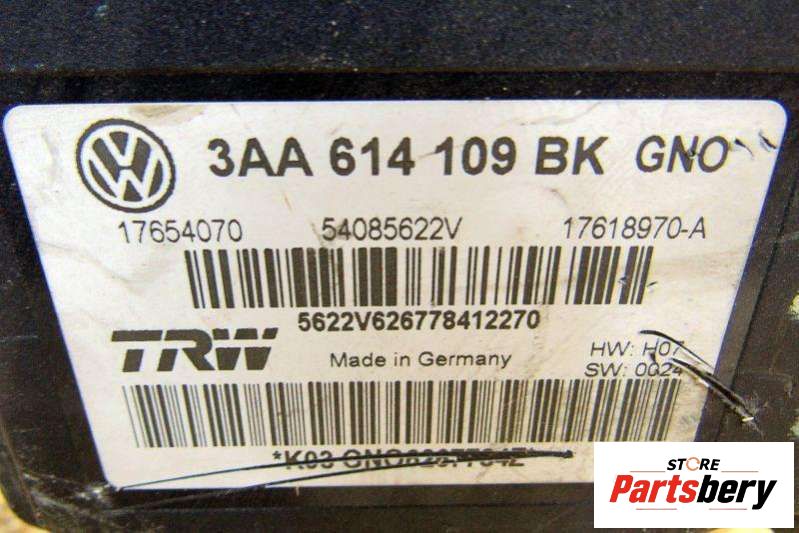 3AA 614 109 BK GNO
17654070 54085622V 17618970-A
5622V626778412270
TRW Made in Germany HW: H07
SW: 0024
STORE
Partsbery